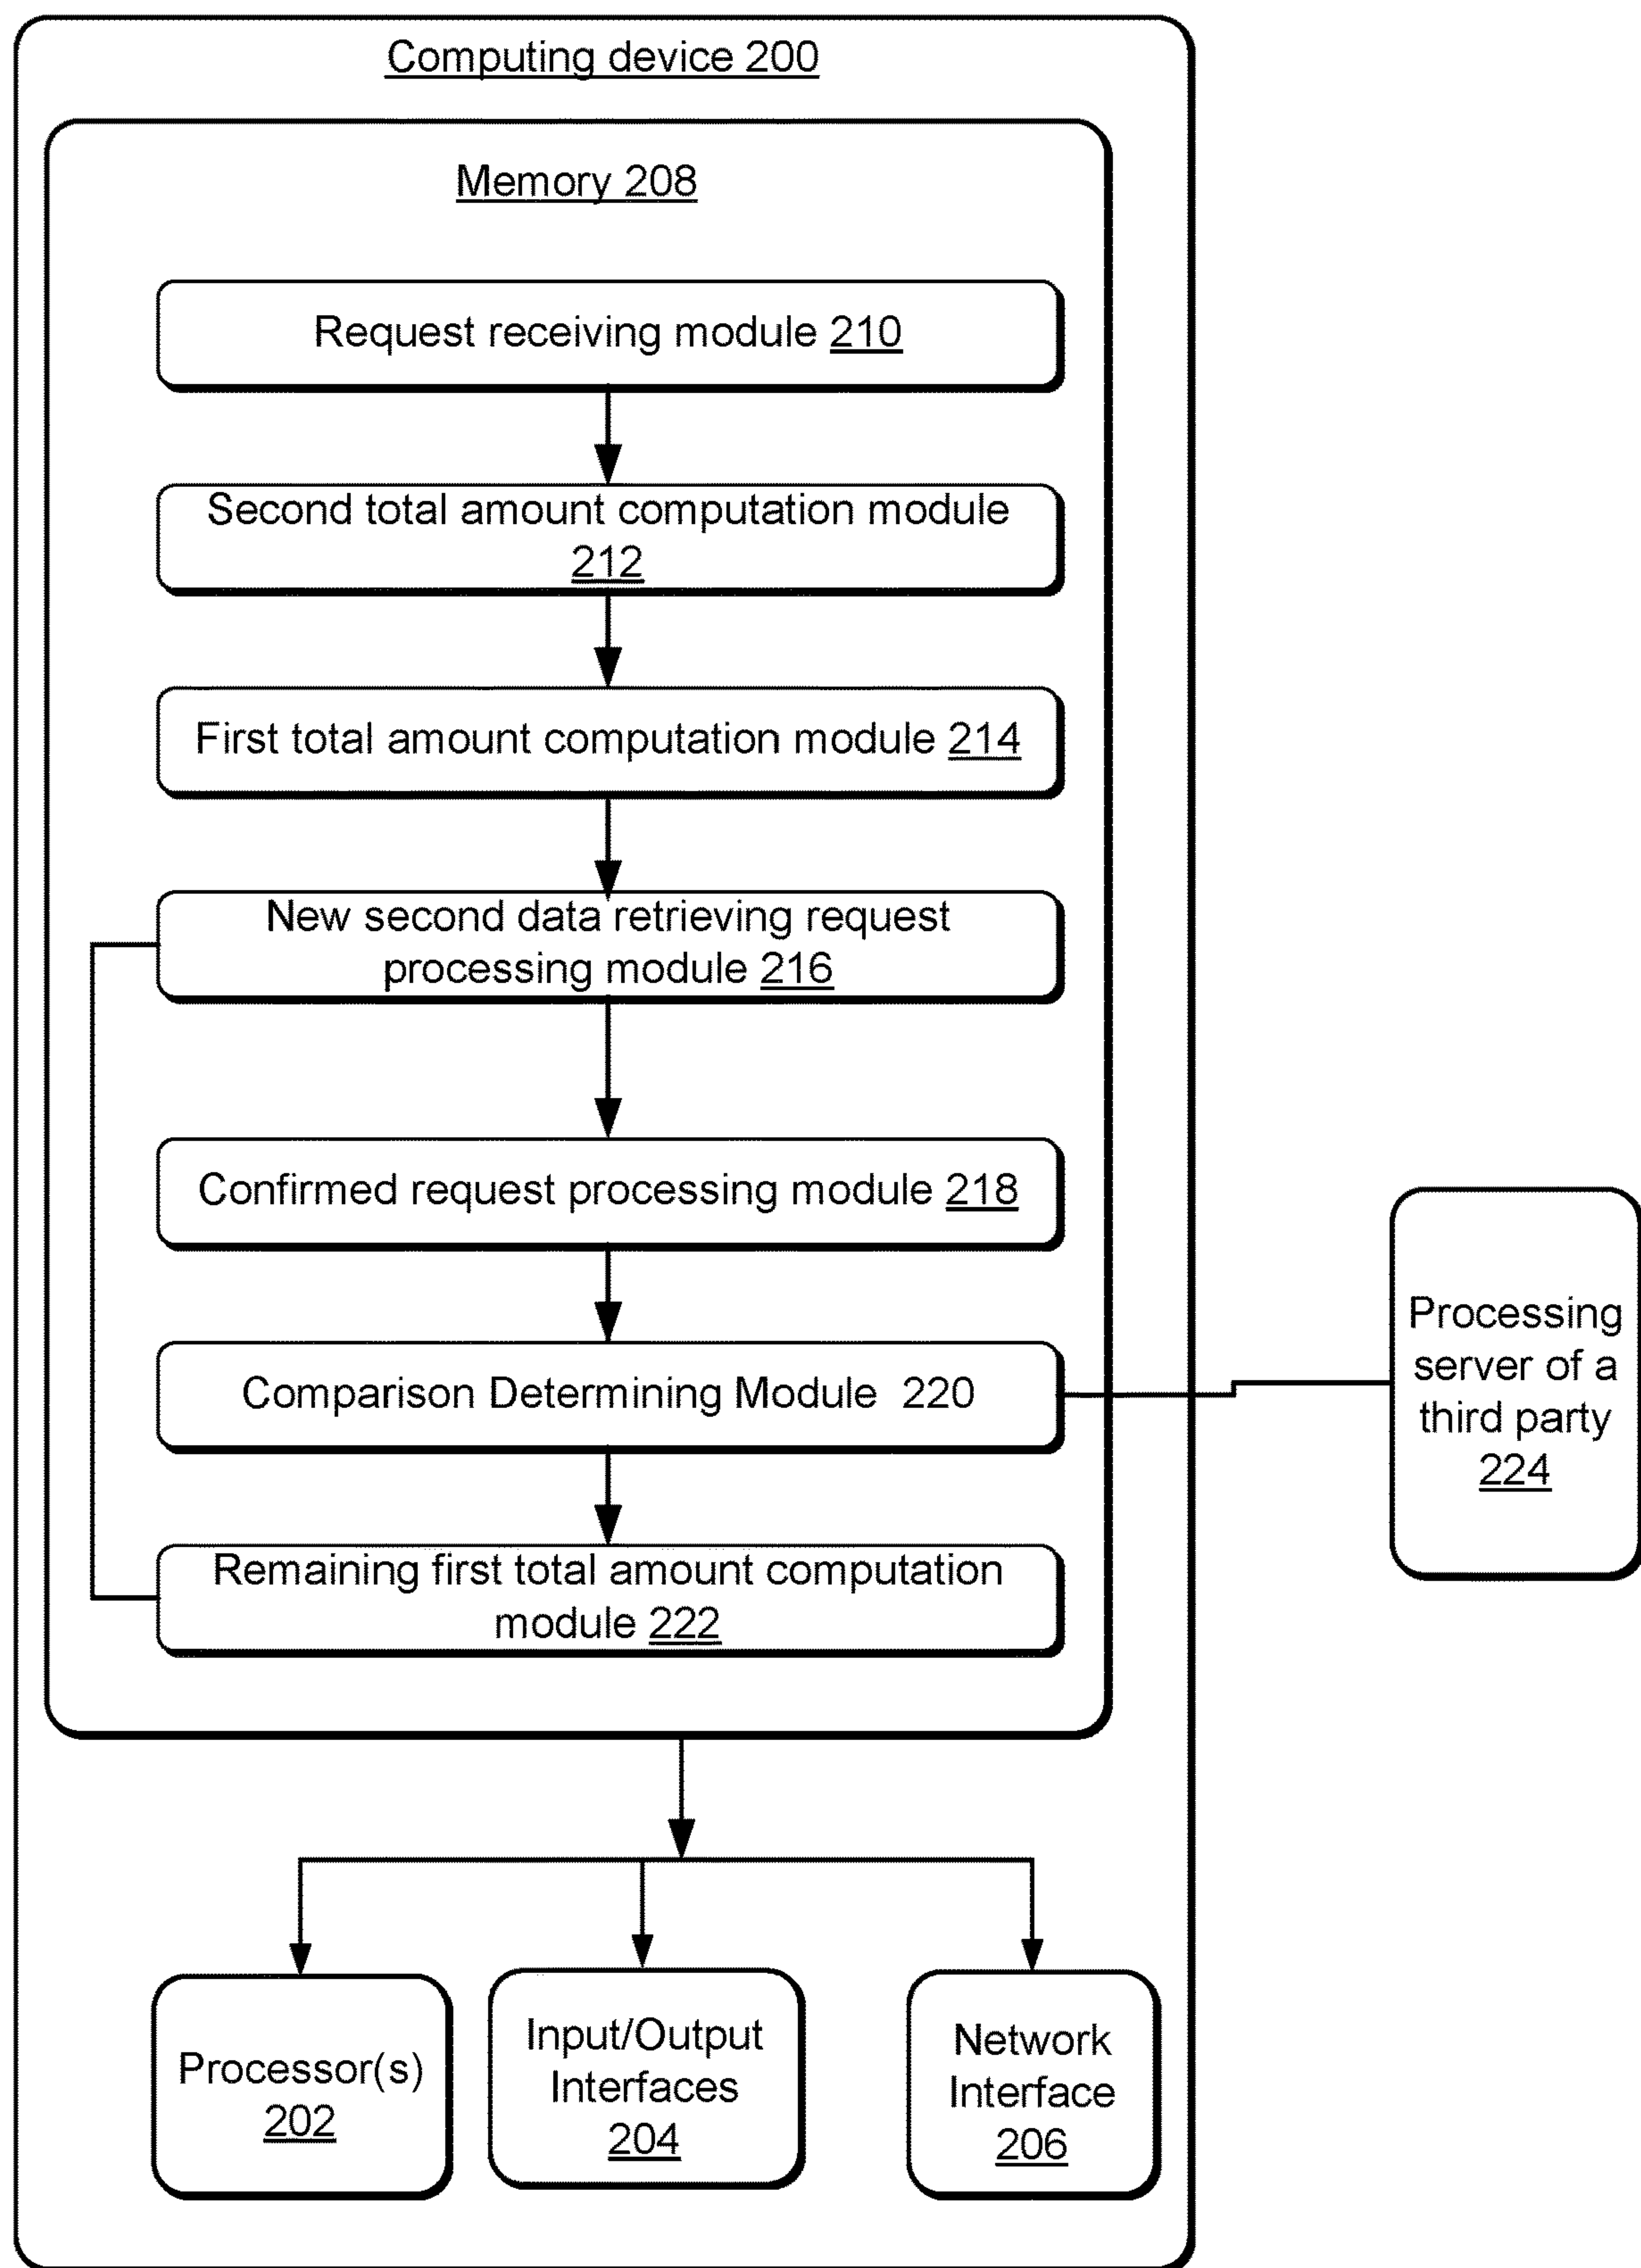 Computing device 200
Memory 208
Request receiving module 210
Second total amount computation module
212
First total amount computation module 214
New second data retrieving request
processing module 216
Confirmed request processing module 218
Comparison Determining Module 220
Remaining first total amount computation
module 222
Processing
server of a
third party
224
Processor(s)
202
Input/Output
Interfaces
204
Network
Interface
206